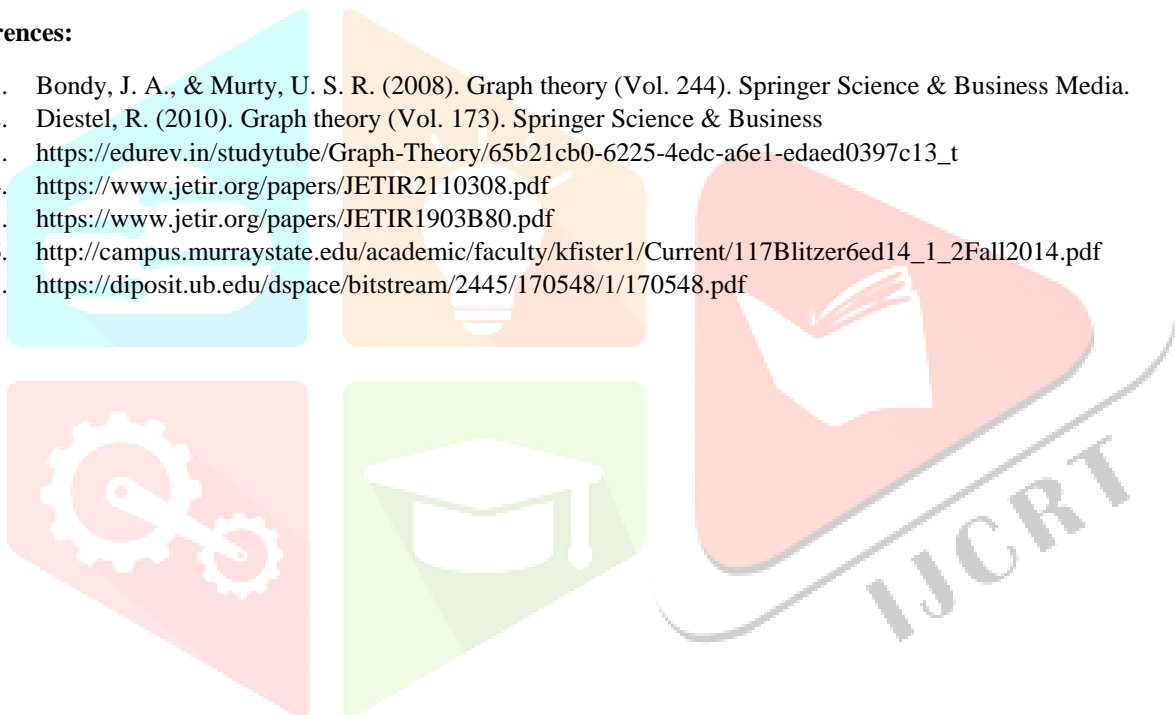 rences:
. Bondy, J. A., & Murty, U. S. R. (2008). Graph theory (Vol. 244). Springer Science & Business Media.
. Diestel, R. (2010). Graph theory (Vol. 173). Springer Science & Business
. https://edurev.in/studytube/Graph-Theory/65b21cb0-6225-4edc-a6e1-edaed0397c13_t
. https://www.jetir.org/papers/JETIR2110308.pdf
. https://www.jetir.org/papers/JETIR1903B80.pdf
. http://campus.murraystate.edu/academic/faculty/kfister1/Current/117Blitzer6ed14_1_2Fall2014.pdf
. https://diposit.ub.edu/dspace/bitstream/2445/170548/1/170548.pdf
IJCRT